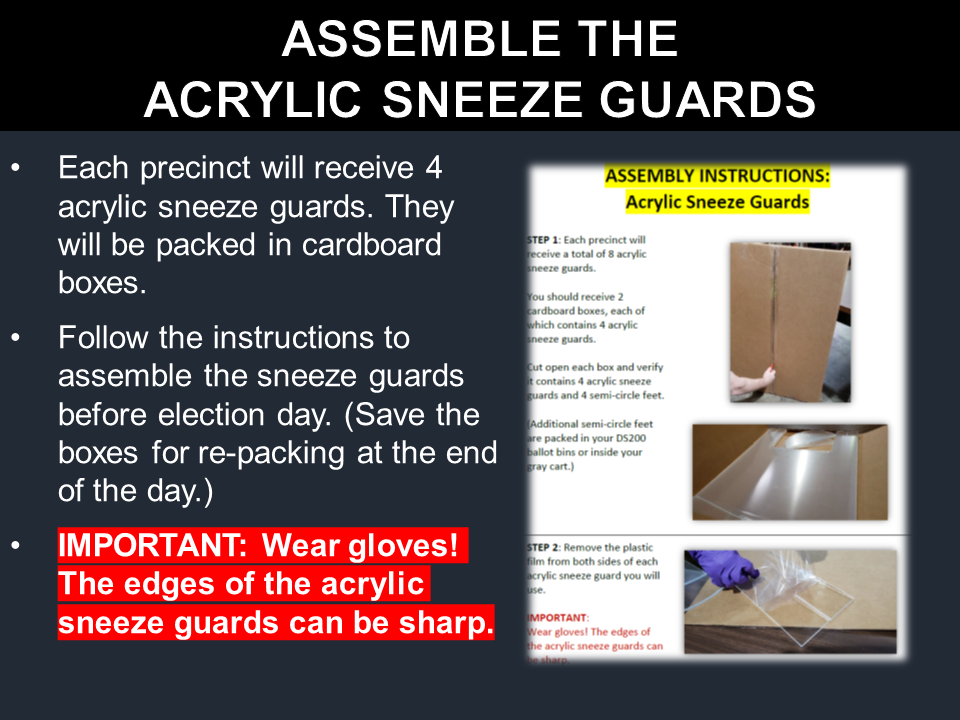 ASSEMBLE THE
ACRYLIC SNEEZE GUARDS
• Each precinct will receive 4
acrylic sneeze guards. They
will be packed in cardboard
boxes.
• Follow the instructions to
assemble the sneeze guards
before election day. (Save the
boxes for re-packing at the end
of the day.)
• IMPORTANT: Wear gloves!
The edges of the acrylic
sneeze guards can be sharp.
ASSEMBLY INSTRUCTIONS:
Acrylic Sneeze Guards
STEP 1: Each precinct will
receive a total of 8 acrylic
sneeze guards.
You should receive 2
cardboard boxes, each of
which contains 4 acrylic
sneeze guards.
Cut open each box and verify
it contains 4 acrylic sneeze
guards and 4 semi-circle feet.
(Additional semi-circle feet
are packed in your DS200
ballot bins or inside your
gray cart.)
STEP 2: Remove the plastic
film from both sides of each
acrylic sneeze guard you will
use.
IMPORTANT:
Wear gloves! The edges of
the acrylic sneeze guards can
be sharp.